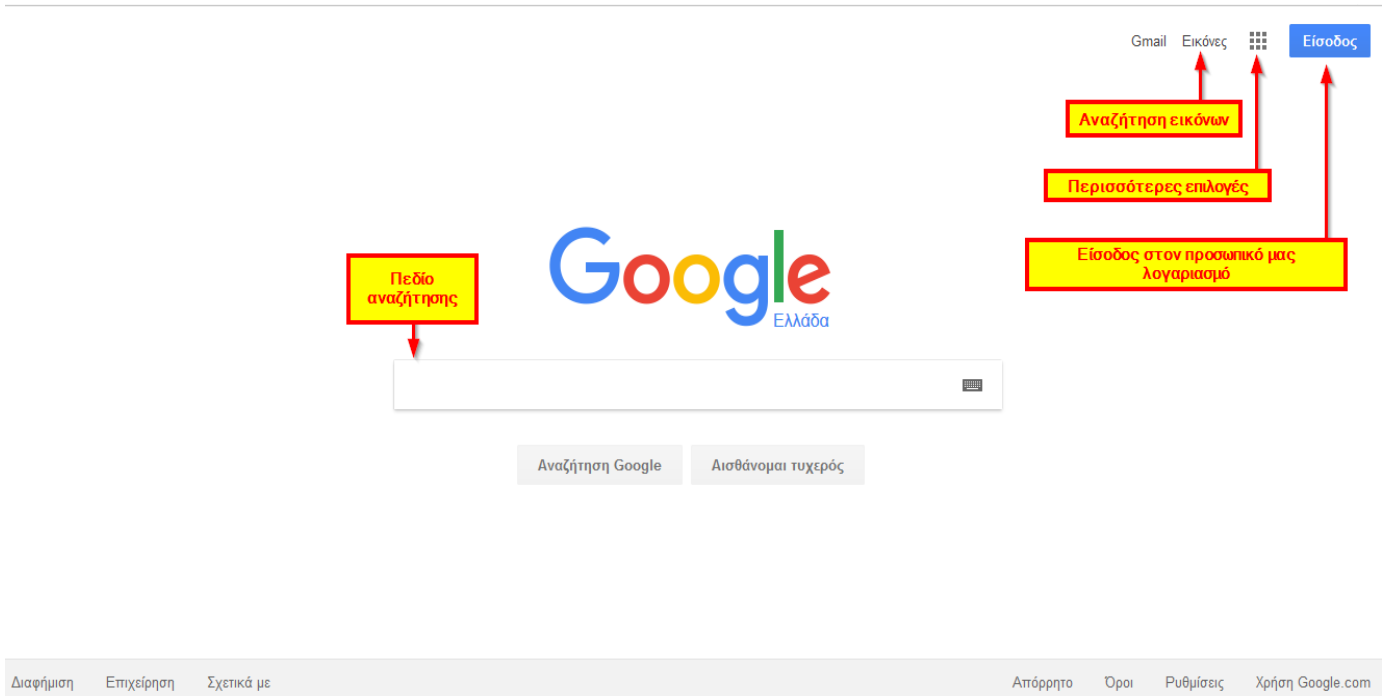 Gmail Εικόνες Είσοδος
Αναζήτηση εικόνων
Περισσότερες επιλογές
Είσοδος στον προσωπικό μας
λογαριασμό
Πεδίο
αναζήτησης
Google
Ελλάδα
Αναζήτηση Google Αισθάνομαι τυχερός
Διαφήμιση Επιχείρηση Σχετικά με Απόρρητο Όροι Ρυθμίσεις Χρήση Google.com